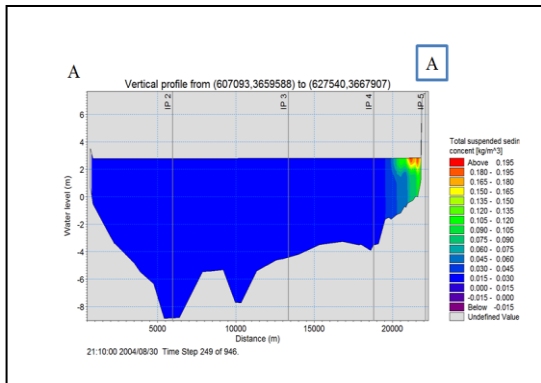 A
A
Vertical profile from (607093,3659588) to (627540,3667907)
IP 2
IP 3
IP 4
IP 5
Water level (m)
6
4
2
0
-2
-4
-6
-8
5000
10000
15000
20000
Distance (m)
21:10:00 2004/08/30 Time Step 249 of 946.
Total suspended sedin
concent [kg/m^3]
Above 0.195
0.180 - 0.195
0.165 - 0.180
0.150 - 0.165
0.135 - 0.150
0.120 - 0.135
0.105 - 0.120
0.090 - 0.105
0.075 - 0.090
0.060 - 0.075
0.045 - 0.060
0.030 - 0.045
0.015 - 0.030
0.000 - 0.015
-0.015 - 0.000
Below -0.015
Undefined Value